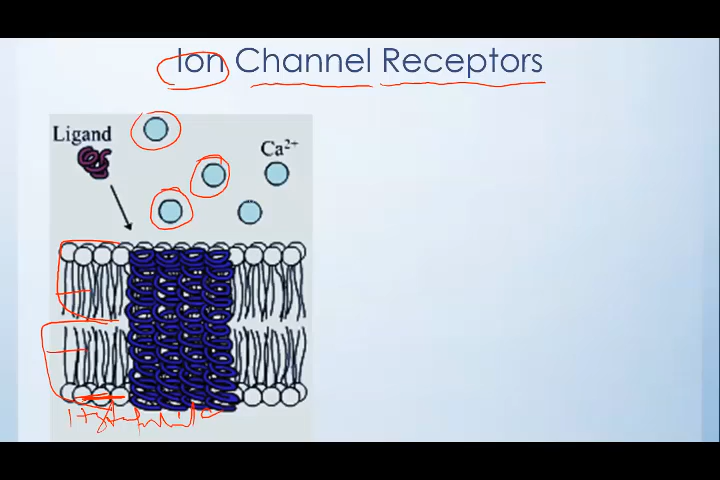 Ion Channel Receptors
Ligand
Ca²⁺